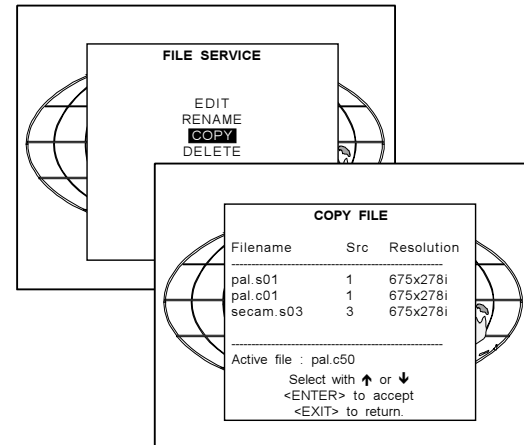 FILE SERVICE
EDIT
RENAME
COPY
DELETE
COPY FILE
Filename Src Resolution
pal.s01 1 675x278i
pal.c01 1 675x278i
secam.s03 3 675x278i
Active file : pal.c50
Select with ↑ or ↓
<ENTER> to accept
<EXIT> to return.